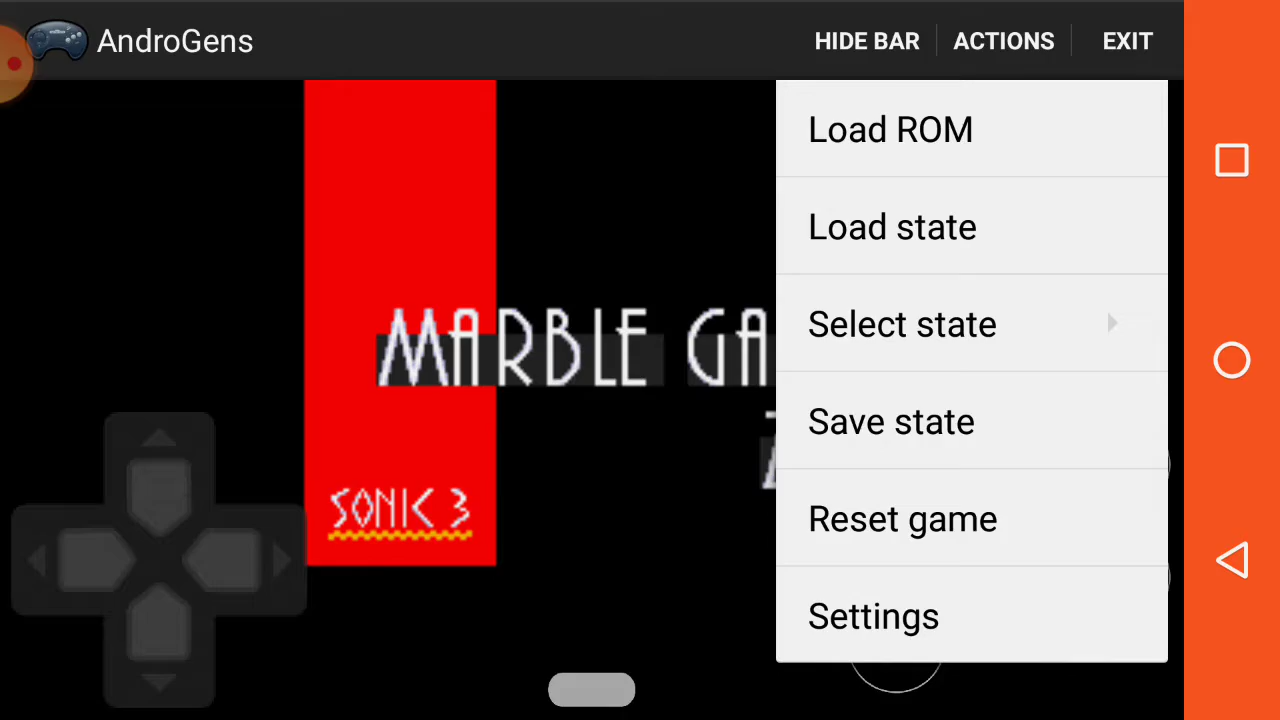 AndroGens
HIDE BAR
ACTIONS
EXIT
Load ROM
Load state
Select state
Save state
Reset game
Settings
MARBLE GA
SONIC 3